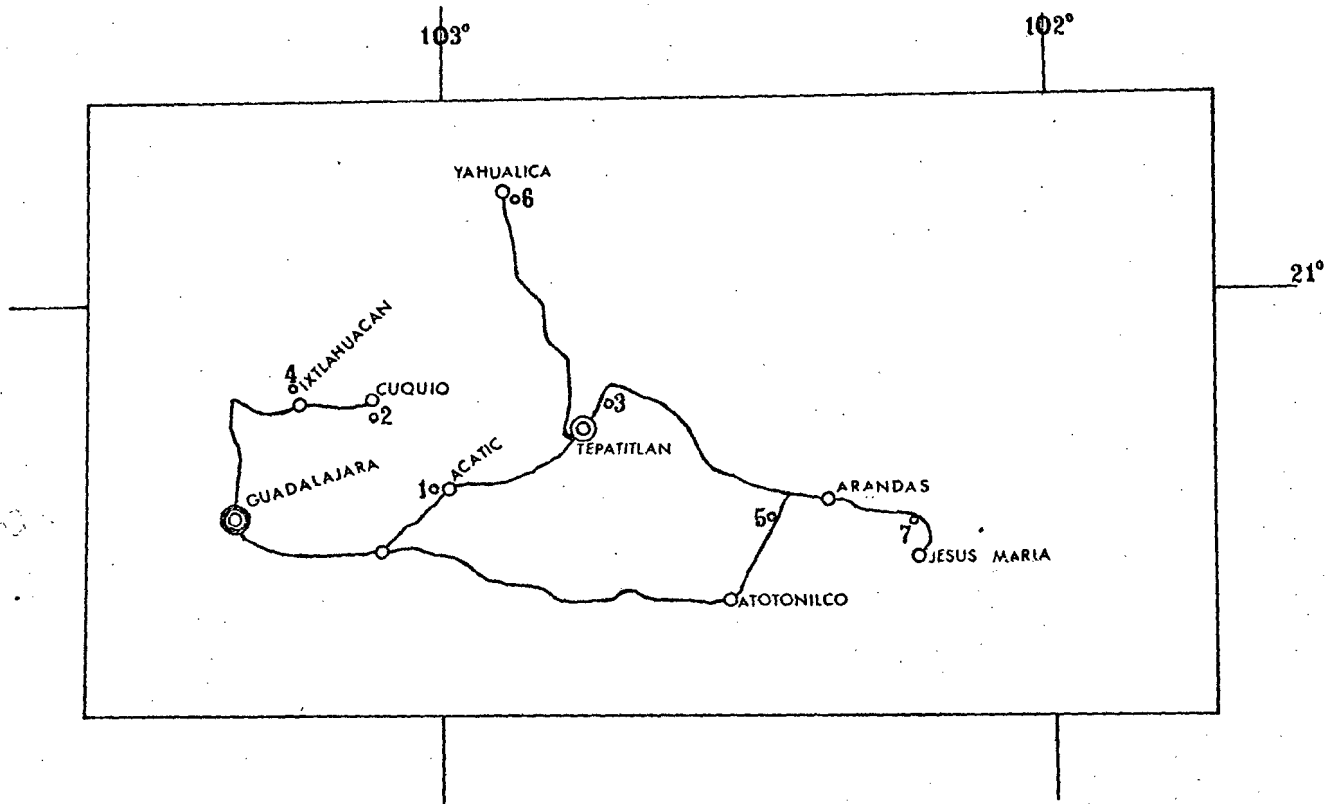 103°
102°
YAHUALICA
6
21°
IXTLAHUACAN
4
CUQUIO
2
3
TEPATITLAN
ACATIC
1
GUADALAJARA
ARANDAS
5
7
JESUS MARIA
ATOTONILCO